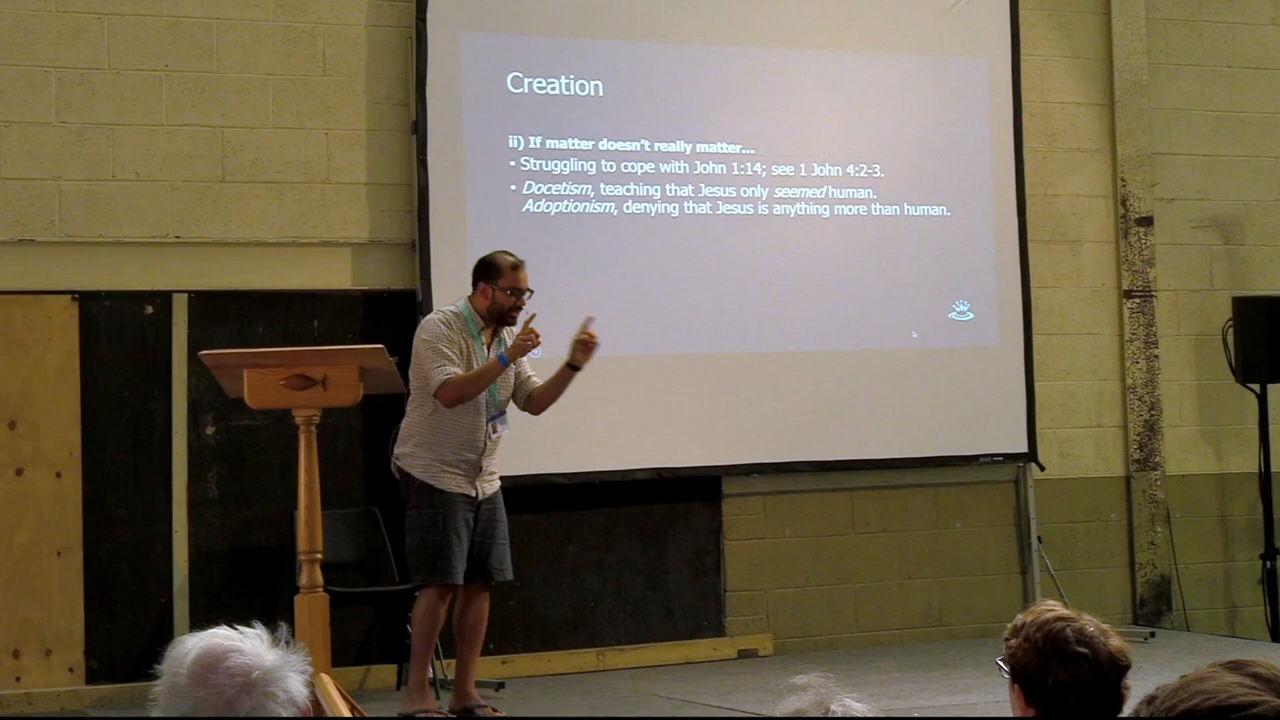 Creation
ii) If matter doesn't really matter...
• Struggling to cope with John 1:14; see 1 John 4:2-3.
• Docetism, teaching that Jesus only seemed human.
Adoptionism, denying that Jesus is anything more than human.